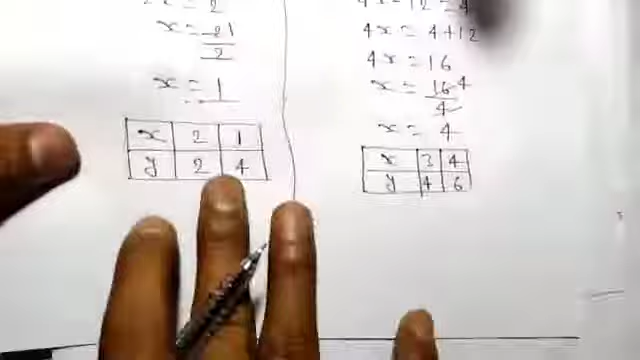 x = 2/2
x = 1
x 2 1
y 2 4
4x = 4+12
4x = 16
x = 16 4/4
x = 4
x 3 4
y 4 6